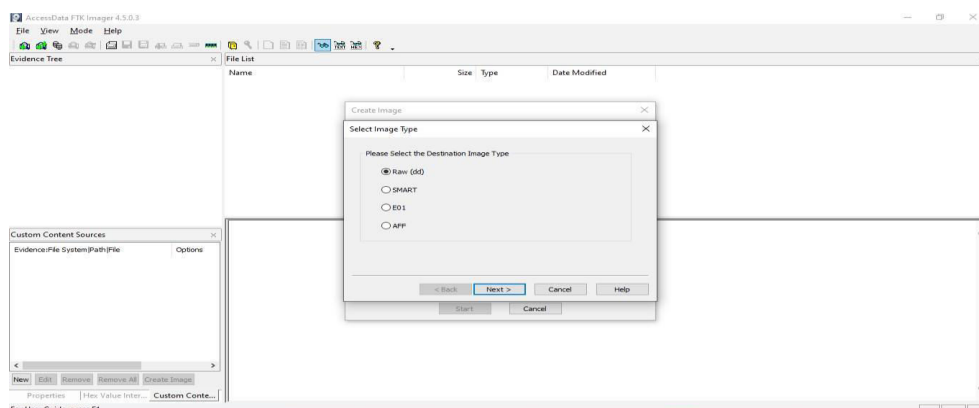 AccessData FTK Imager 4.5.0.3
File View Mode Help
Evidence Tree
File List
Name Size Type Date Modified
Create Image
Select Image Type
Please Select the Destination Image Type
Raw (dd)
SMART
E01
AFF
< Back Next > Cancel Help
Start Cancel
Custom Content Sources
Evidence:File System|Path|File Options
New Edit Remove Remove All Create Image
Properties Hex Value Inter... Custom Conte...